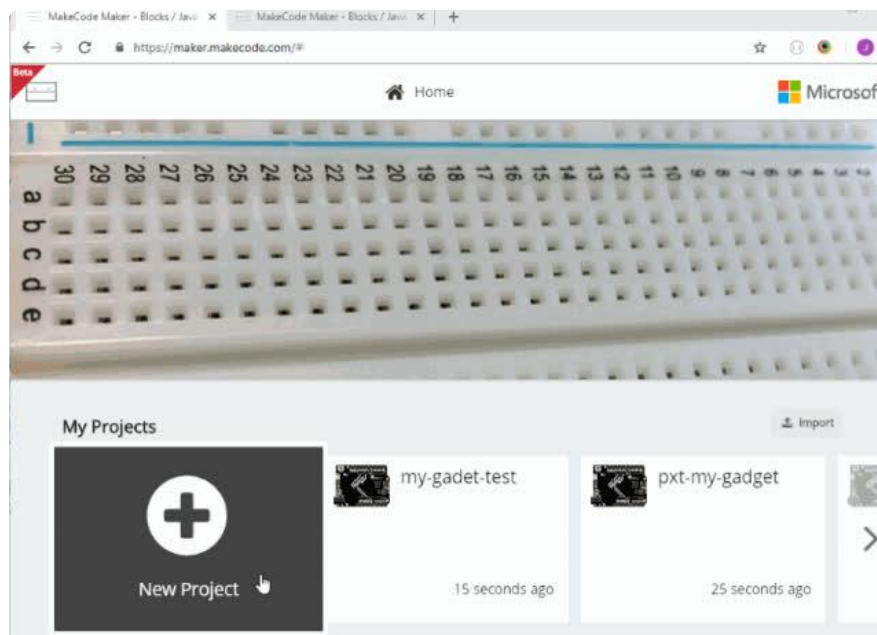 MakeCode Maker - Blocks / Java
MakeCode Maker - Blocks / Java
https://maker.makecode.com/#
Beta
Home
Microsof
30 29 28 27 26 25 24 23 22 21 20 19 18 17 16 15 14 13 12 11 10 9 8 7 6 5 4 3 2
a
b
c
d
e
My Projects
Import
my-gadet-test
pxt-my-gadget
New Project
15 seconds ago
25 seconds ago